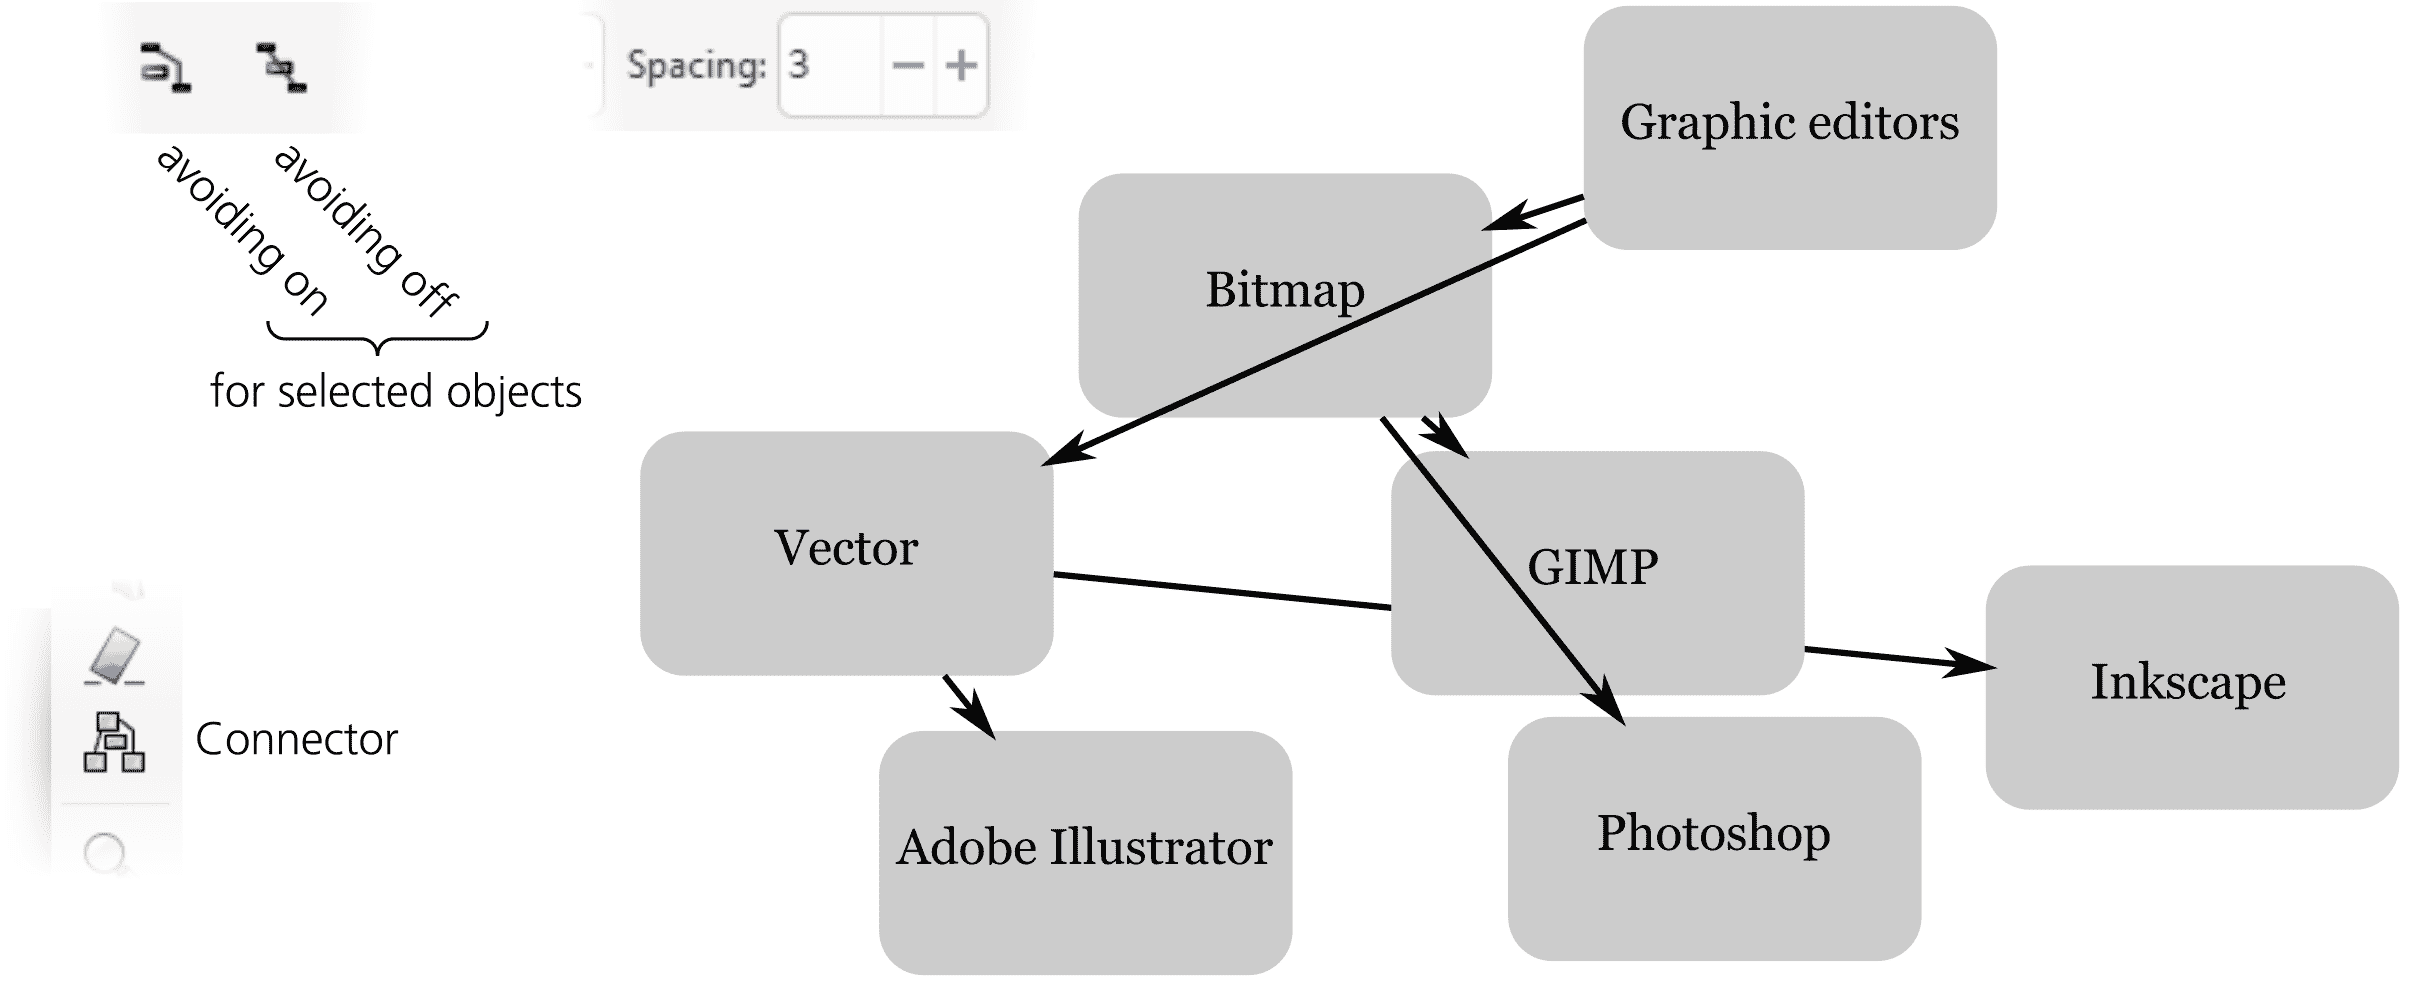 Spacing: 3
avoiding on
avoiding off
for selected objects
Connector
Graphic editors
Bitmap
Vector
GIMP
Inkscape
Adobe Illustrator
Photoshop